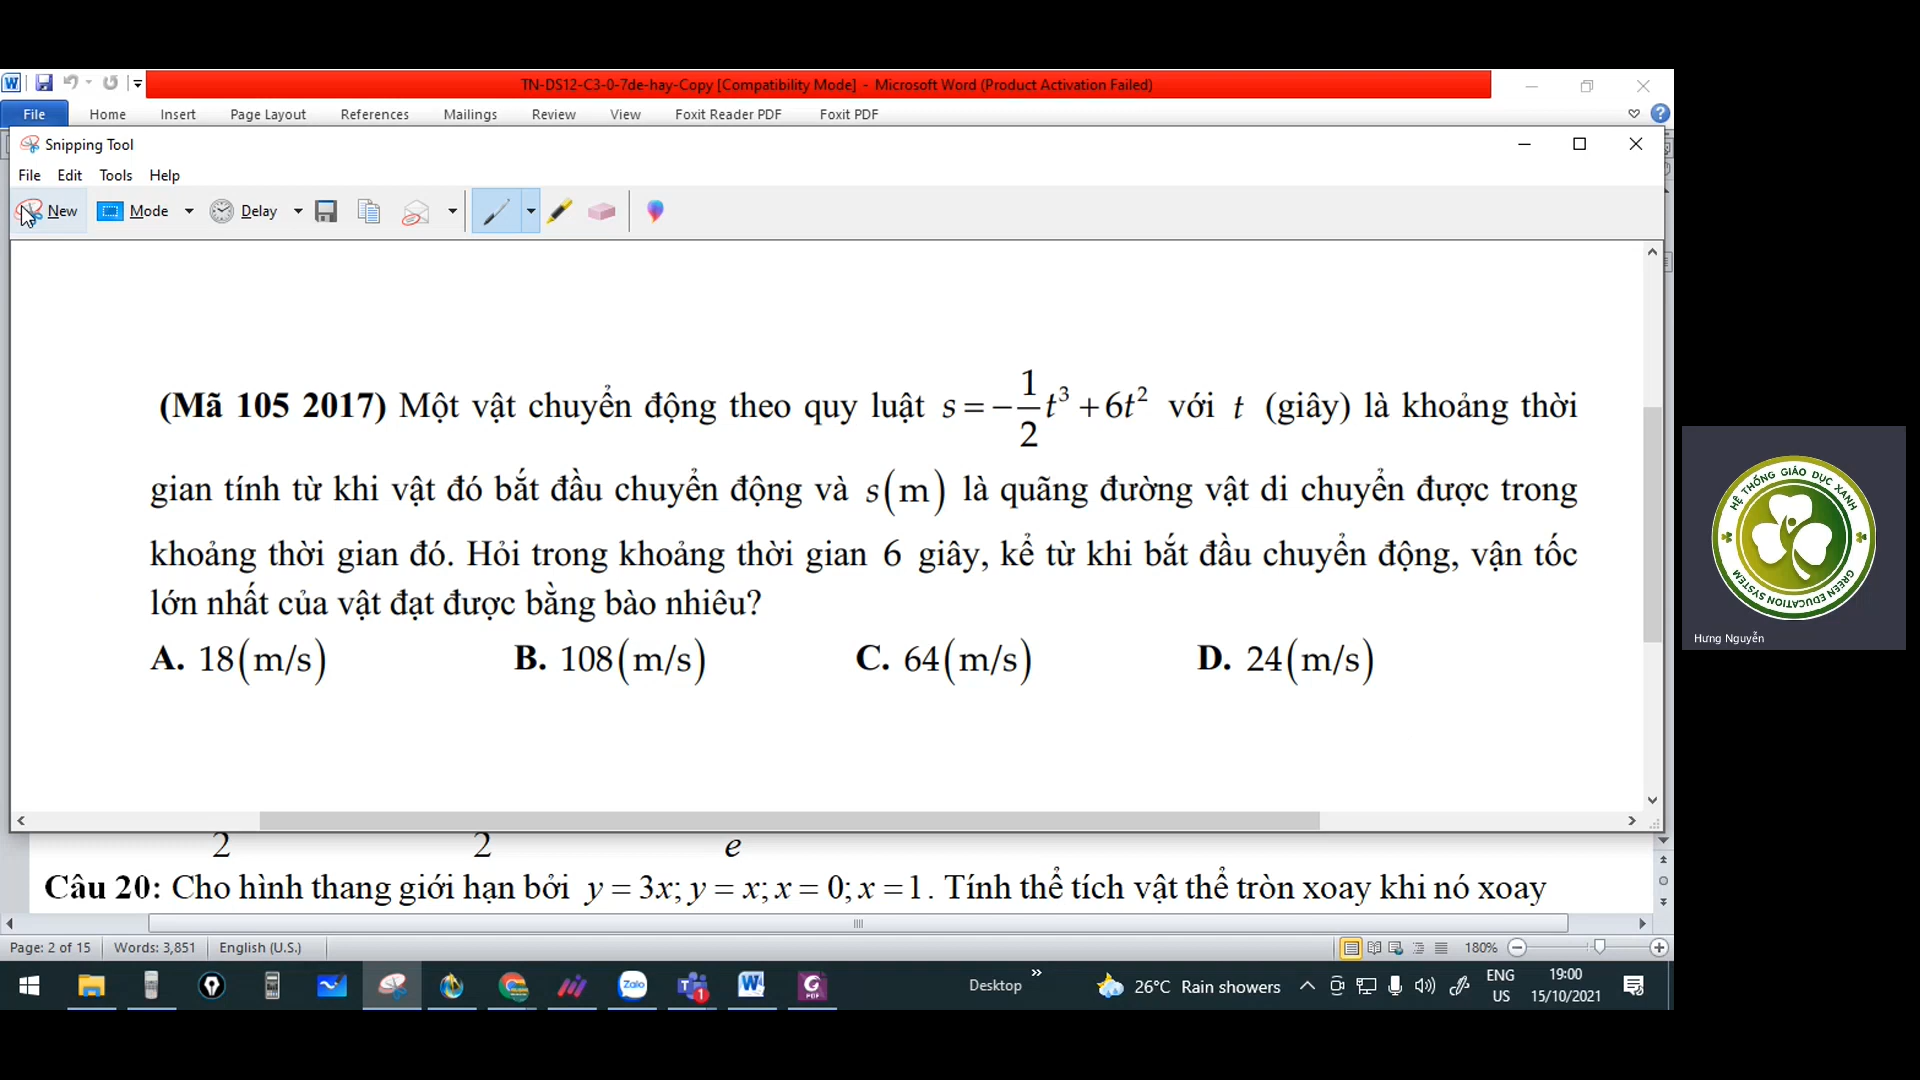 TN-DS12-C3-0-7de-hay-Copy [Compatibility Mode] - Microsoft Word (Product Activation Failed)
File Home Insert Page Layout References Mailings Review View Foxit Reader PDF Foxit PDF
Snipping Tool
File Edit Tools Help
New Mode Delay
(Mã 105 2017) Một vật chuyển động theo quy luật s = −1/2 t³ + 6t² với t (giây) là khoảng thời
gian tính từ khi vật đó bắt đầu chuyển động và s(m) là quãng đường vật di chuyển được trong
khoảng thời gian đó. Hỏi trong khoảng thời gian 6 giây, kể từ khi bắt đầu chuyển động, vận tốc
lớn nhất của vật đạt được bằng bào nhiêu?
A. 18(m/s) B. 108(m/s) C. 64(m/s) D. 24(m/s)
2 2 e
Câu 20: Cho hình thang giới hạn bởi y = 3x; y = x; x = 0; x = 1. Tính thể tích vật thể tròn xoay khi nó xoay
Page: 2 of 15 Words: 3,851 English (U.S.) 180%
Zalo Desktop 26°C Rain showers ENG US 19:00 15/10/2021
HỆ THỐNG GIÁO DỤC XANH
GREEN EDUCATION SYSTEM
Hưng Nguyễn